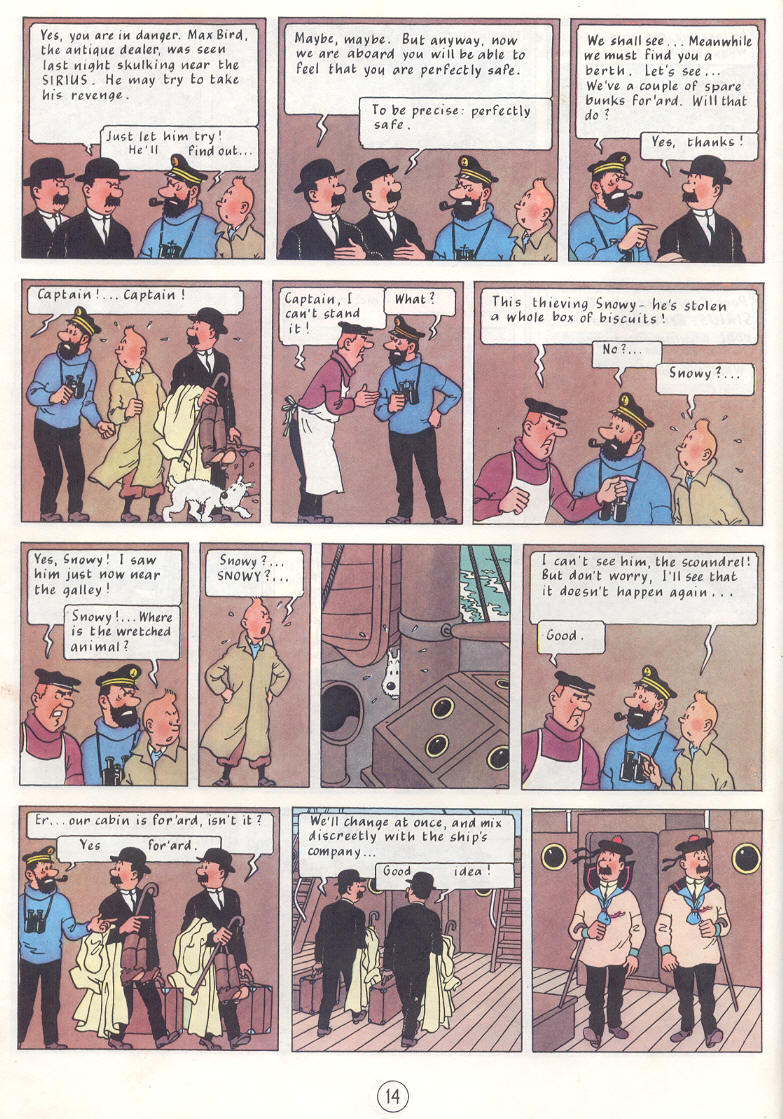 Yes, you are in danger. Max Bird,
the antique dealer, was seen
last night skulking near the
SIRIUS. He may try to take
his revenge.
Just let him try!
He'll find out...
Maybe, maybe. But anyway, now
we are aboard you will be able to
feel that you are perfectly safe.
To be precise: perfectly
safe.
We shall see... Meanwhile
we must find you a
berth. Let's see...
We've a couple of spare
bunks for'ard. Will that
do?
Yes, thanks!
Captain!... Captain!
Captain, I
can't stand
it!
What?
This thieving Snowy- he's stolen
a whole box of biscuits!
No?...
Snowy?...
Yes, Snowy! I saw
him just now near
the galley!
Snowy!... Where
is the wretched
animal?
Snowy?...
SNOWY?...
I can't see him, the scoundrel!
But don't worry, I'll see that
it doesn't happen again...
Good.
Er... our cabin is for'ard, isn't it?
Yes for'ard.
We'll change at once, and mix
discreetly with the ship's
company...
Good idea!
14